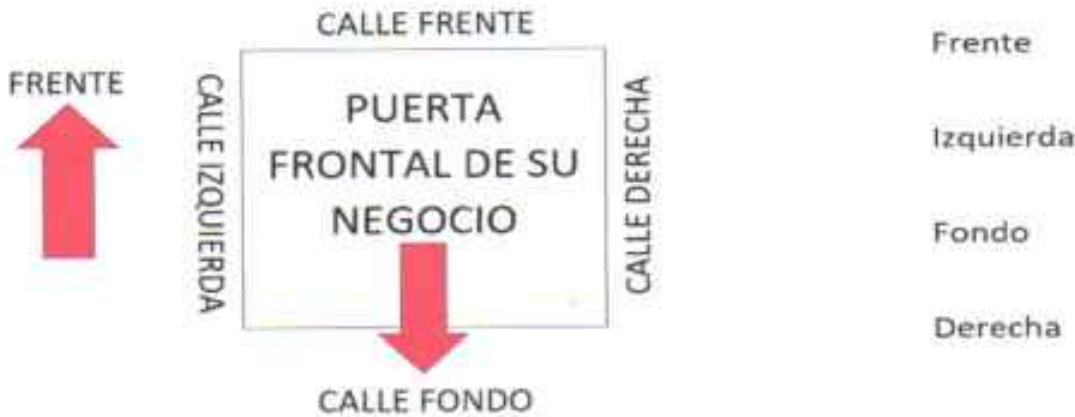 CALLE FRENTE
FRENTE
CALLE IZQUIERDA
PUERTA
FRONTAL DE SU
NEGOCIO
CALLE DERECHA
CALLE FONDO
Frente
Izquierda
Fondo
Derecha